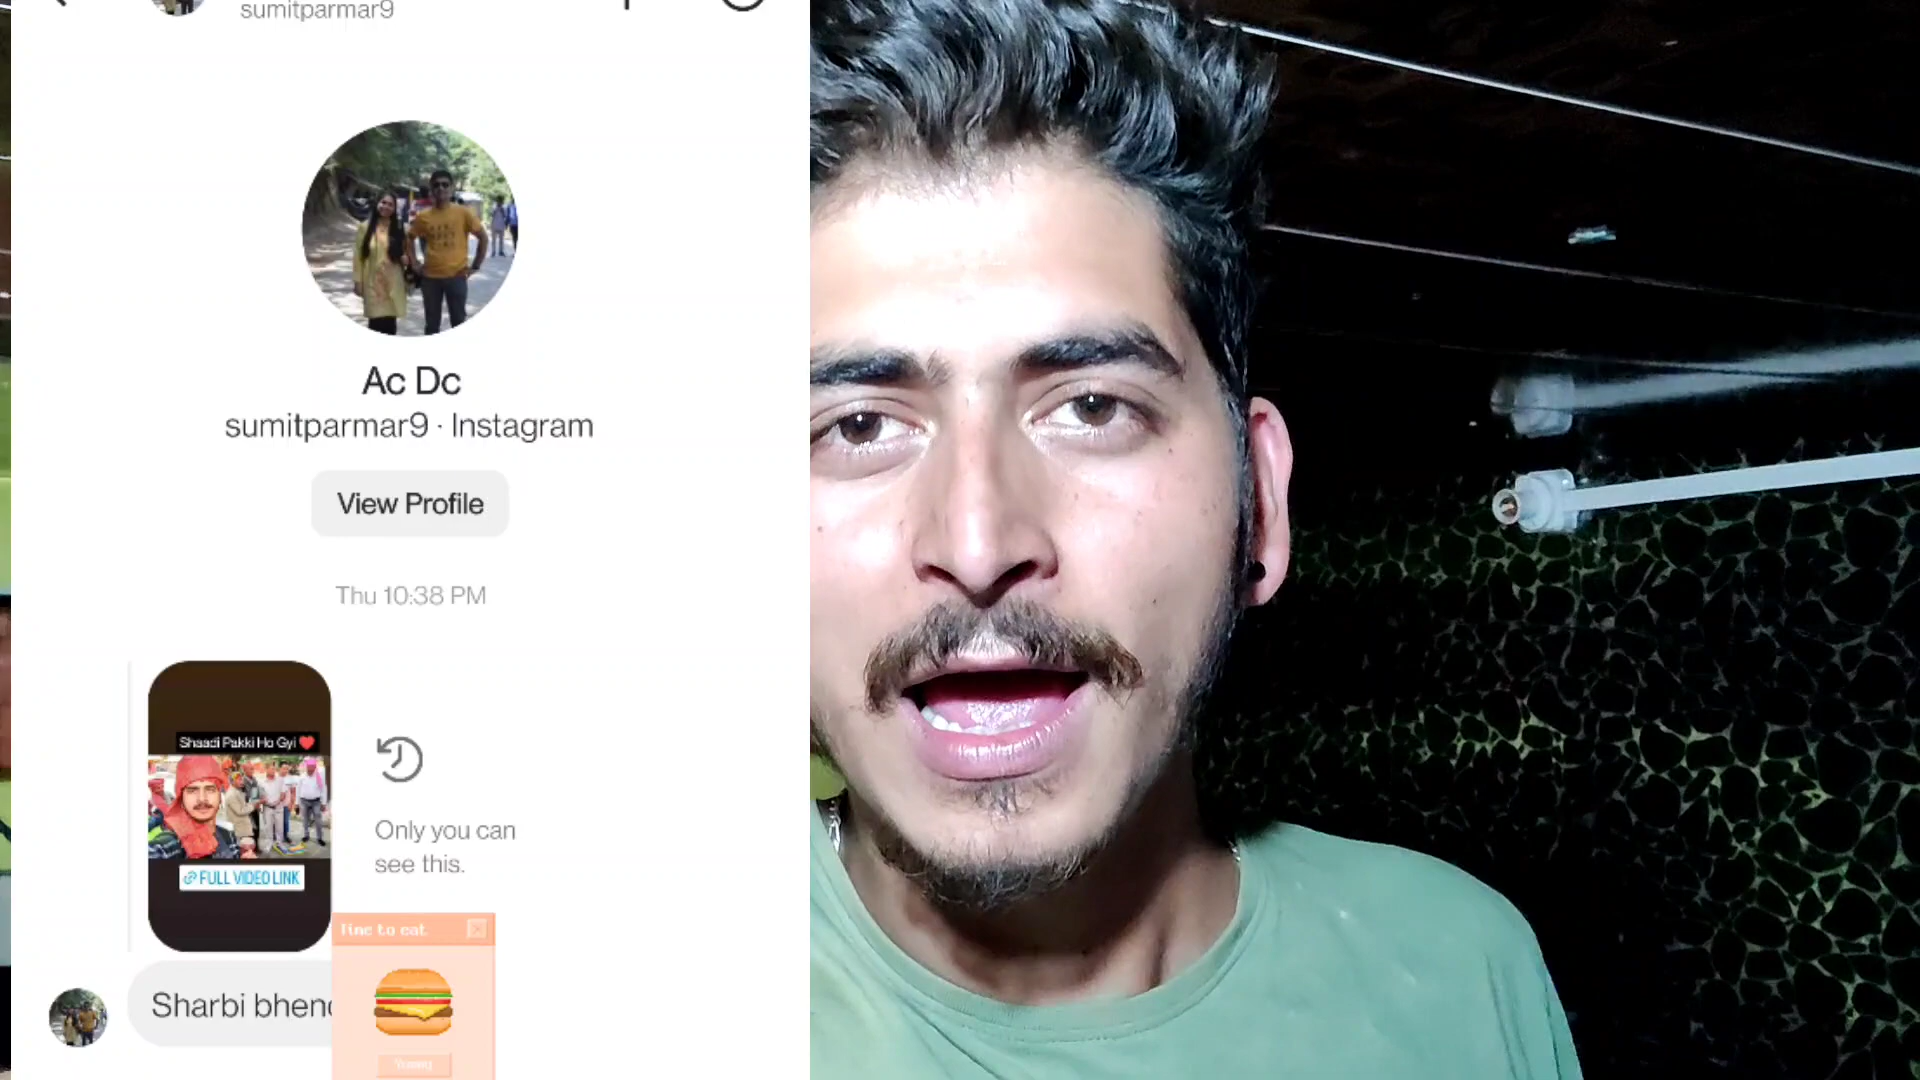 sumitparmar9
Ac Dc
sumitparmar9 · Instagram
View Profile
Thu 10:38 PM
Shaadi Pakki Ho Gyi ❤️
FULL VIDEO LINK
Only you can
see this.
Time to eat
Sharbi
Yummy